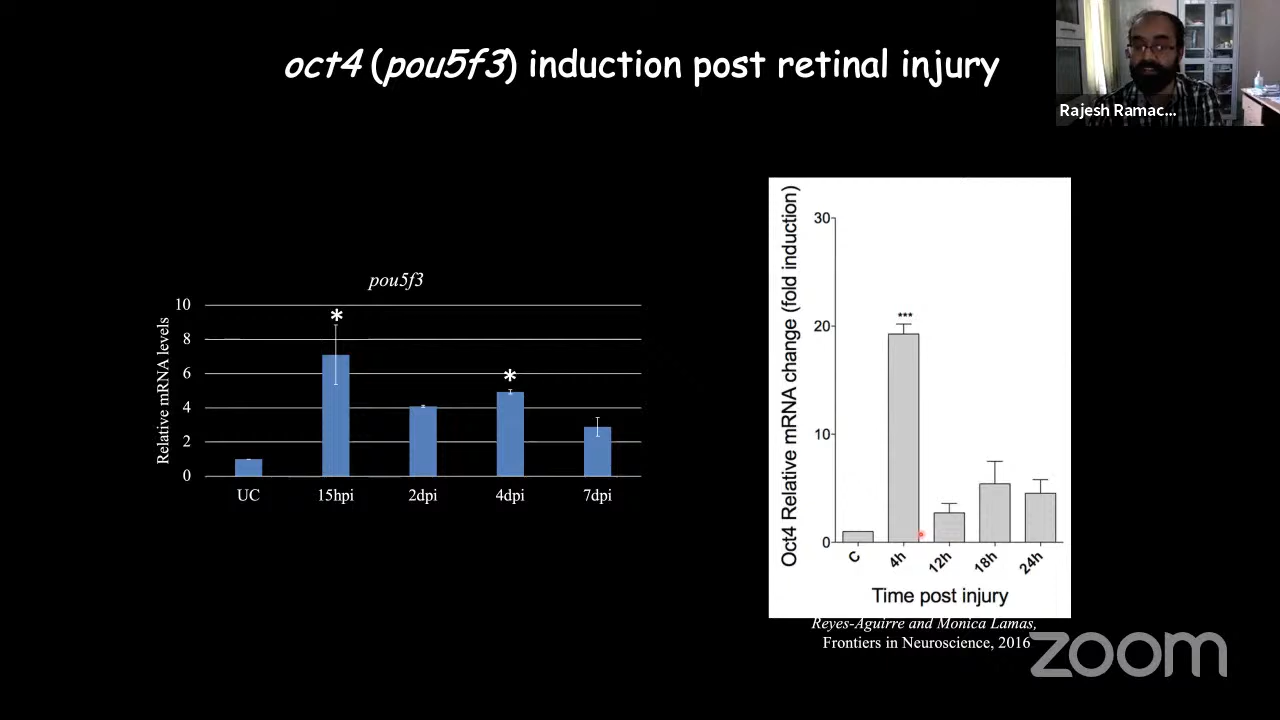 oct4 (pou5f3) induction post retinal injury
Rajesh Ramac...
pou5f3
Relative mRNA levels
10
8
6
4
2
0
*
*
UC
15hpi
2dpi
4dpi
7dpi
Oct4 Relative mRNA change (fold induction)
30
20
10
0
***
C
4h
12h
18h
24h
Time post injury
Reyes-Aguirre and Monica Lamas,
Frontiers in Neuroscience, 2016
zoom